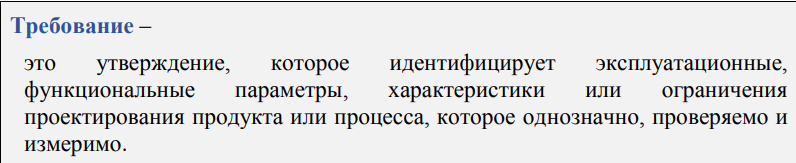 Требование –
это утверждение, которое идентифицирует эксплуатационные,
функциональные параметры, характеристики или ограничения
проектирования продукта или процесса, которое однозначно, проверяемо и
измеримо.